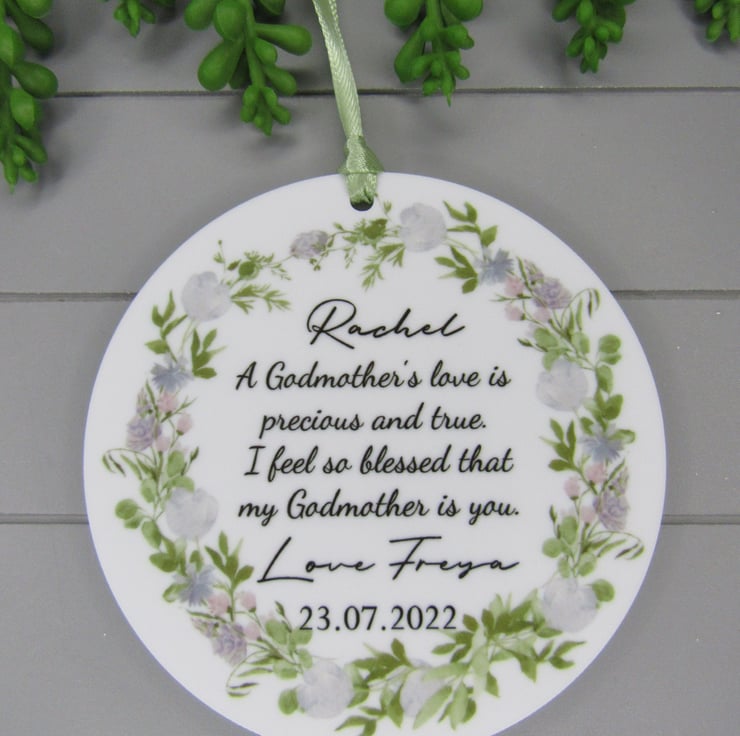 Rachel
A Godmother's love is
precious and true.
I feel so blessed that
my Godmother is you.
Love Freya
23.07.2022